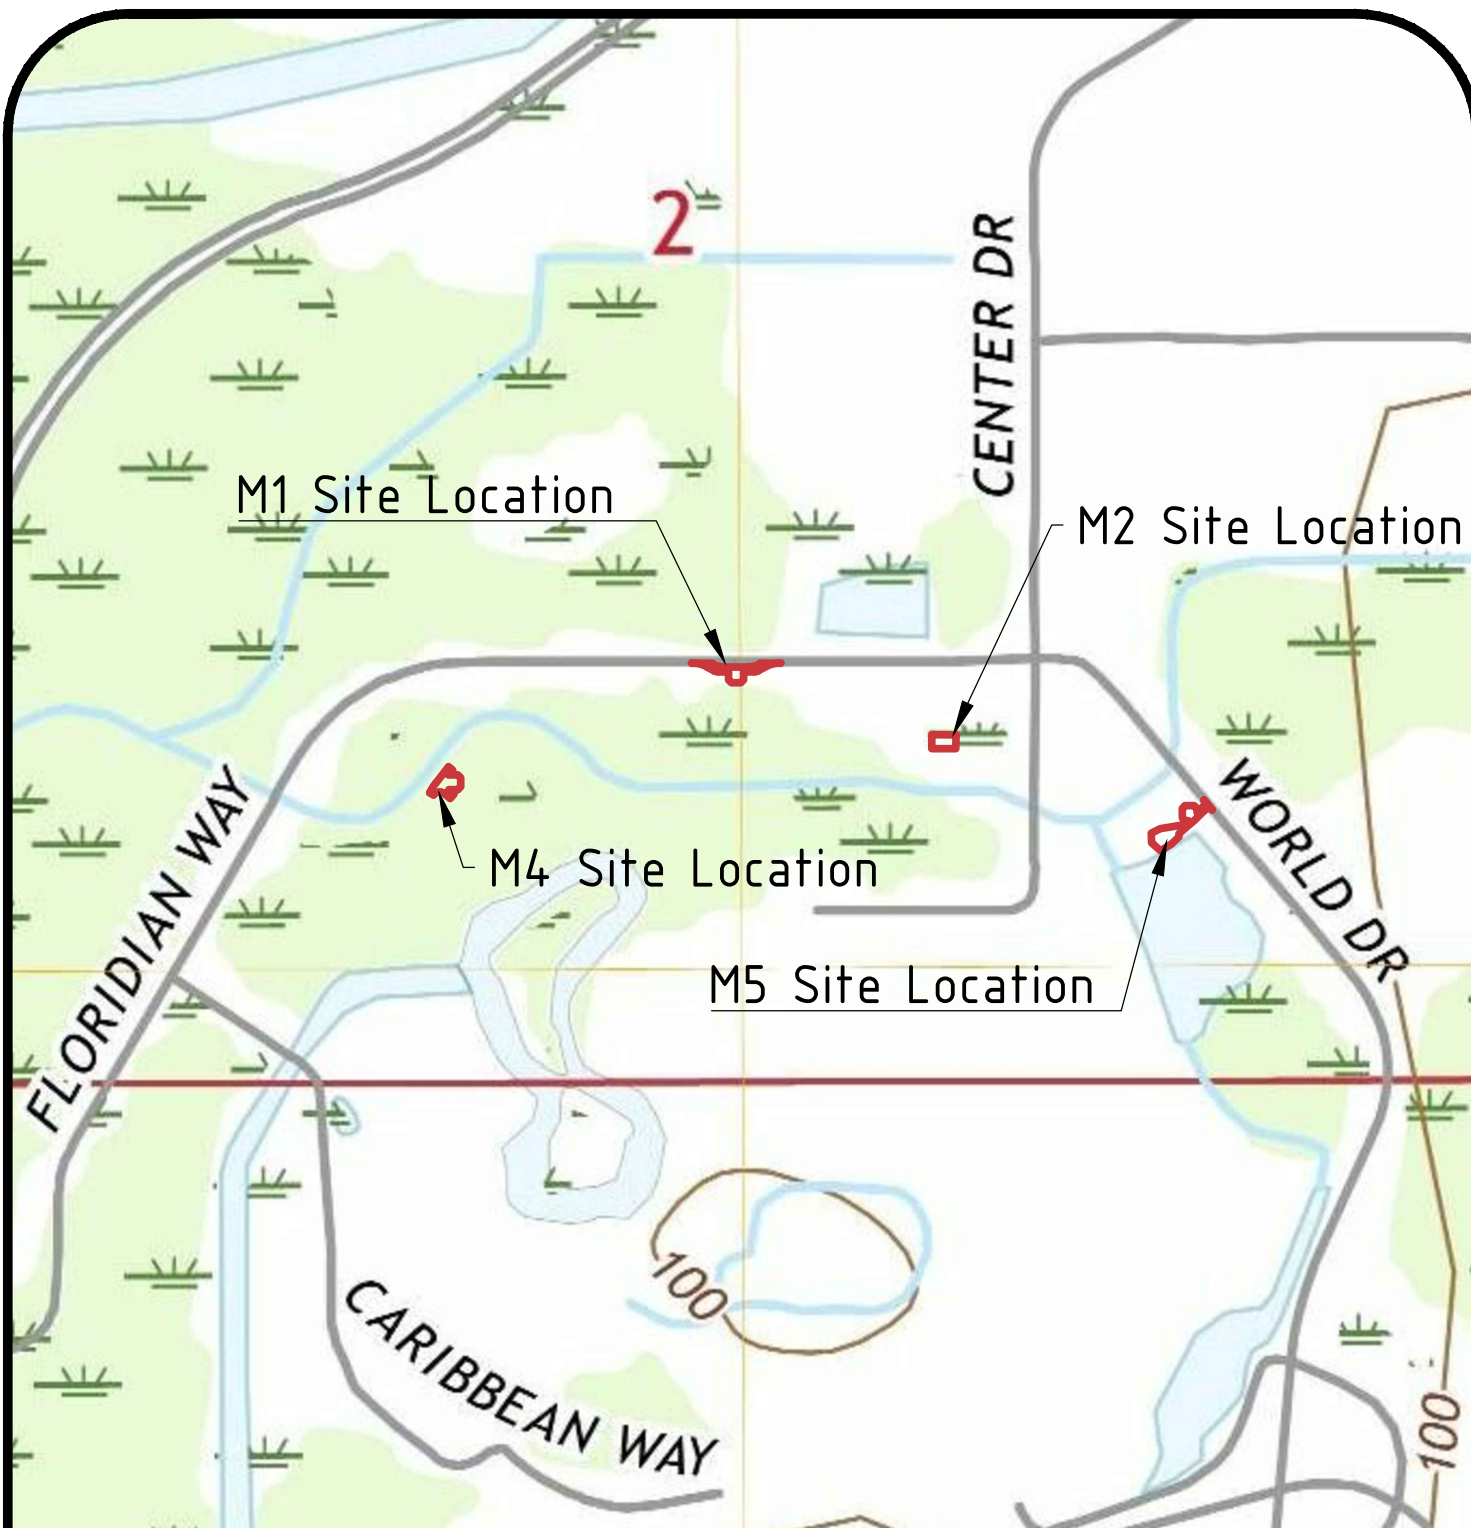 2
CENTER DR
M1 Site Location
M2 Site Location
FLORIDIAN WAY
M4 Site Location
WORLD DR
M5 Site Location
100
CARIBBEAN WAY
100